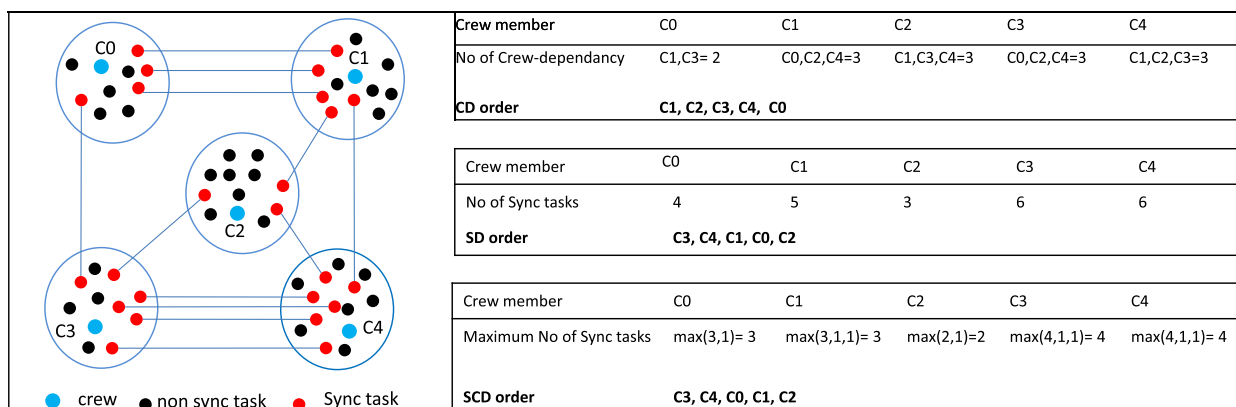 C0
C1
C2
C3
C4
crew
non sync task
Sync task
Crew member C0 C1 C2 C3 C4
No of Crew-dependancy C1,C3= 2 C0,C2,C4=3 C1,C3,C4=3 C0,C2,C4=3 C1,C2,C3=3
CD order C1, C2, C3, C4, C0
Crew member C0 C1 C2 C3 C4
No of Sync tasks 4 5 3 6 6
SD order C3, C4, C1, C0, C2
Crew member C0 C1 C2 C3 C4
Maximum No of Sync tasks max(3,1)= 3 max(3,1,1)= 3 max(2,1)=2 max(4,1,1)= 4 max(4,1,1)= 4
SCD order C3, C4, C0, C1, C2